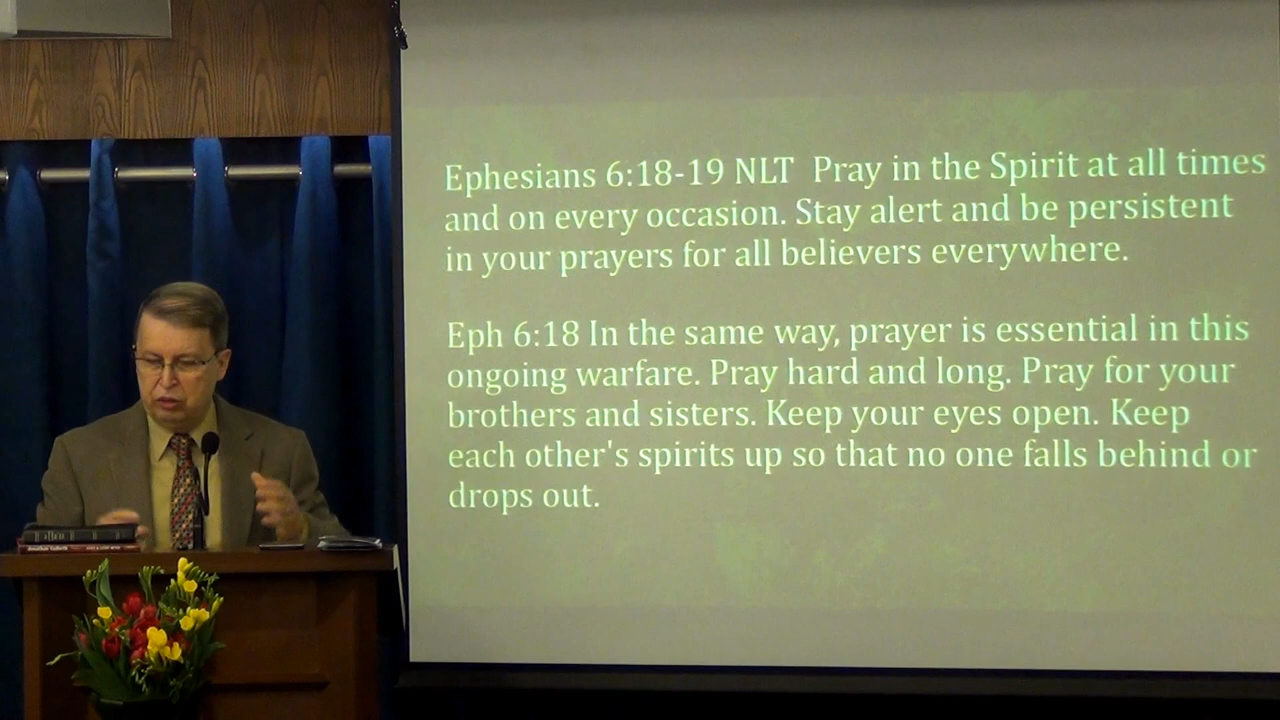 Ephesians 6:18-19 NLT Pray in the Spirit at all times
and on every occasion. Stay alert and be persistent
in your prayers for all believers everywhere.
Eph 6:18 In the same way, prayer is essential in this
ongoing warfare. Pray hard and long. Pray for your
brothers and sisters. Keep your eyes open. Keep
each other's spirits up so that no one falls behind or
drops out.